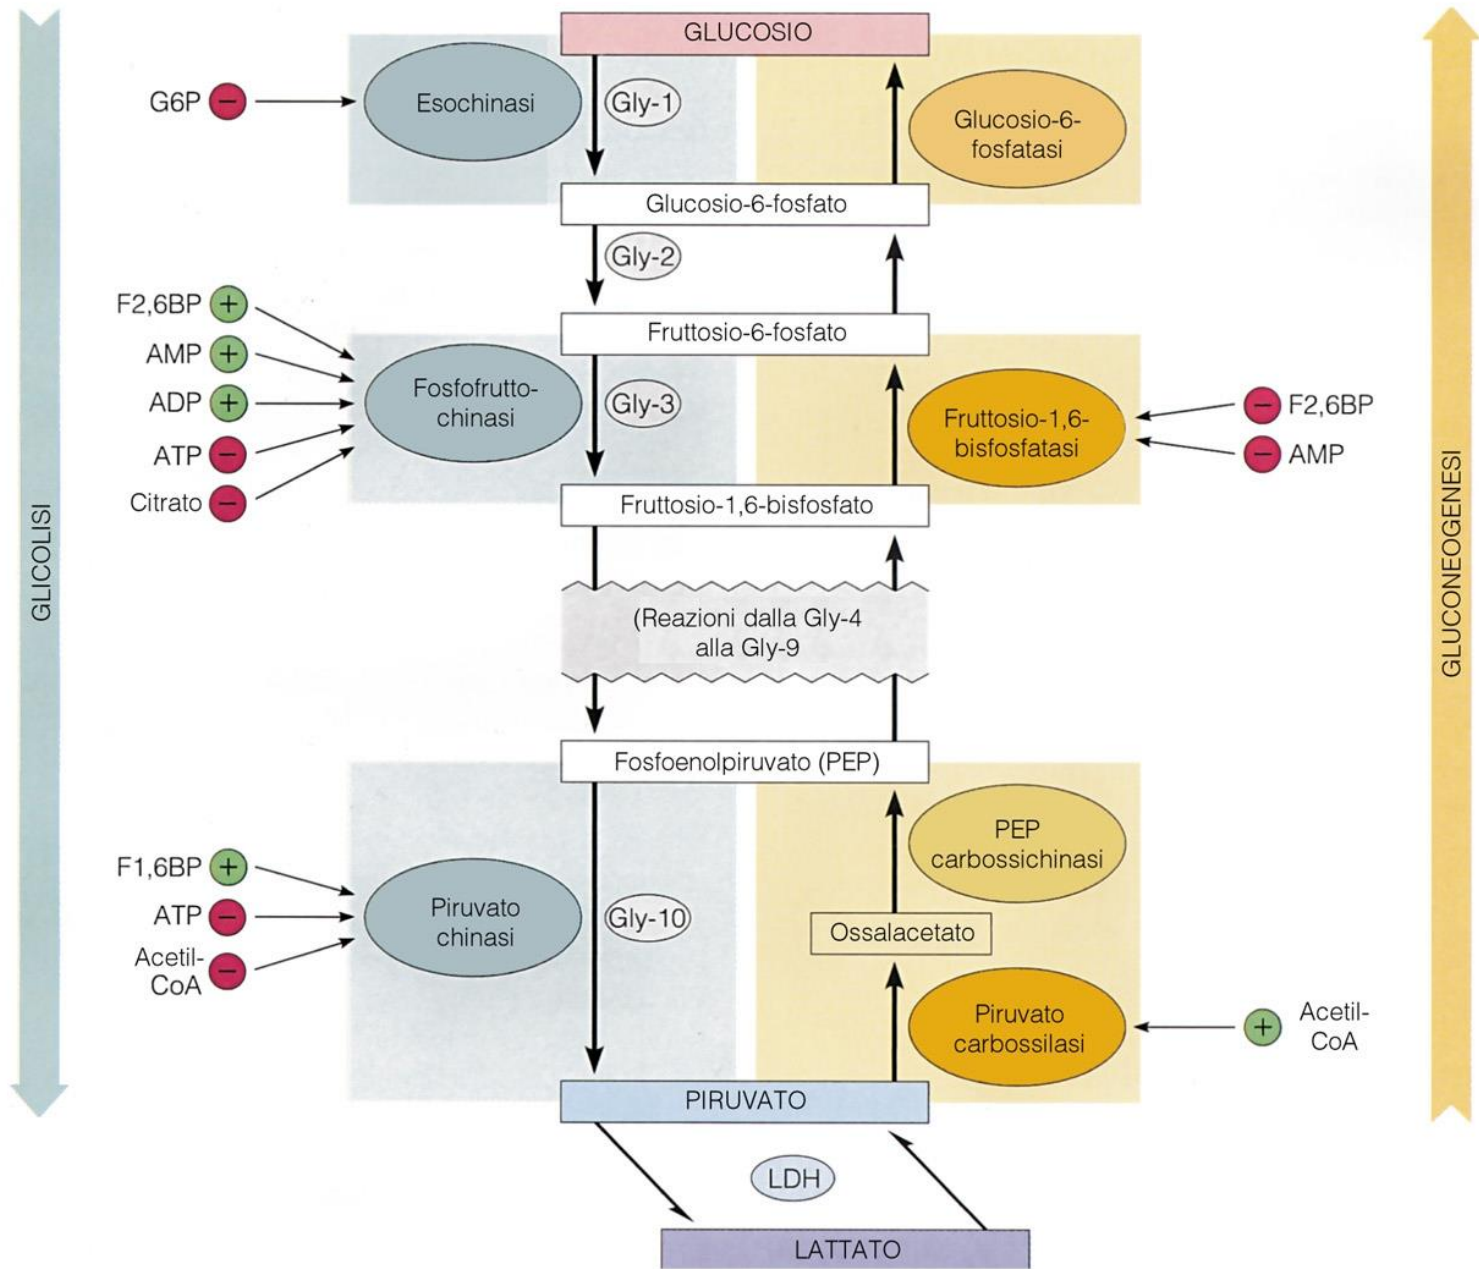 GLUCOSIO
G6P
−
Esochinasi
Gly-1
Glucosio-6-
fosfatasi
Glucosio-6-fosfato
Gly-2
F2,6BP
+
AMP
+
ADP
+
ATP
−
Citrato
−
Fruttosio-6-fosfato
Fosfofrutto-
chinasi
Gly-3
Fruttosio-1,6-
bisfosfatasi
−
F2,6BP
−
AMP
Fruttosio-1,6-bisfosfato
GLICOLISI
GLUCONEOGENESI
(Reazioni dalla Gly-4
alla Gly-9
Fosfoenolpiruvato (PEP)
F1,6BP
+
ATP
−
Acetil-
CoA
−
Piruvato
chinasi
Gly-10
PEP
carbossichinasi
Ossalacetato
Piruvato
carbossilasi
+
Acetil-
CoA
PIRUVATO
LDH
LATTATO